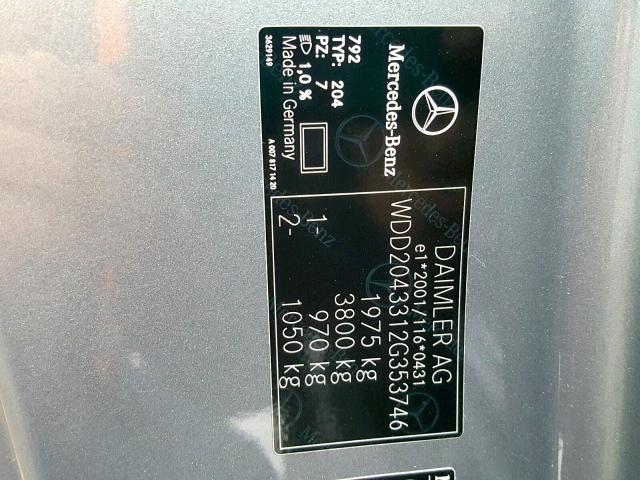 Mercedes-Benz
792
TYP: 204
PZ: 7
1,0 %
Made in Germany
3629149
A 007 817 14 20
DAIMLER AG
e1*2001/116*0431
WDD2043312G353746
1975 kg
3800 kg
1- 970 kg
2- 1050 kg